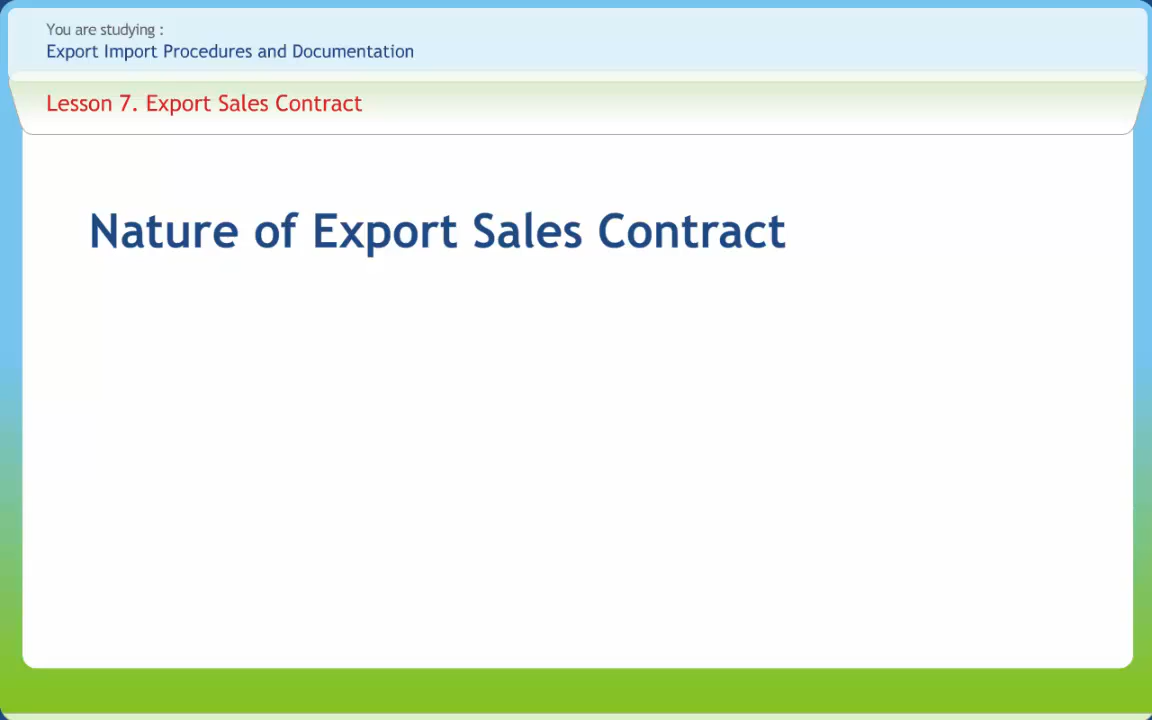 You are studying :
Export Import Procedures and Documentation
Lesson 7. Export Sales Contract
Nature of Export Sales Contract